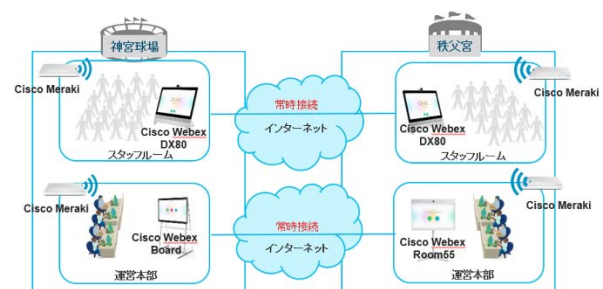 神宮球場
秩父宮
Cisco Meraki
Cisco Webex
DX80
スタッフルーム
常時接続
インターネット
Cisco Webex
DX80
スタッフルーム
Cisco Meraki
Cisco Meraki
Cisco Webex
Board
運営本部
常時接続
インターネット
Cisco Webex
Room55
運営本部
Cisco Meraki